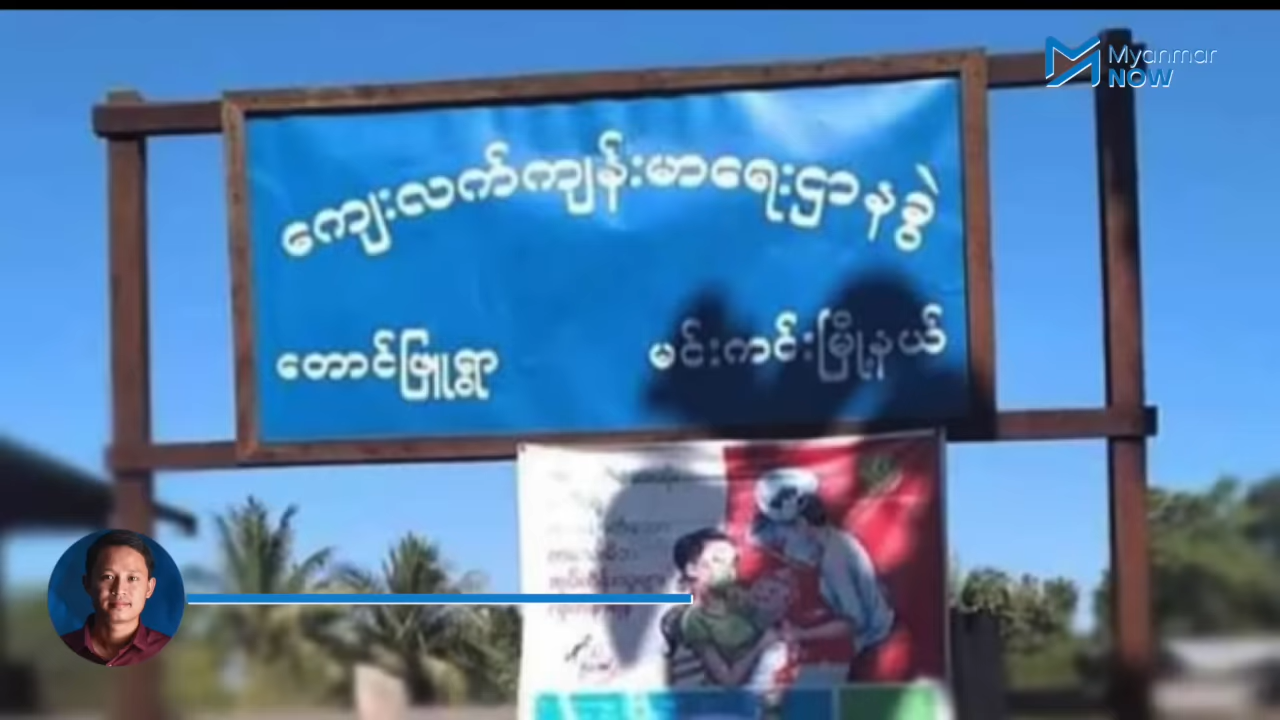 Myanmar
NOW
ကျေးလက်ကျန်းမာရေးဌာနခွဲ
တောင်ဖြူရွာ
မင်းကင်းမြို့နယ်